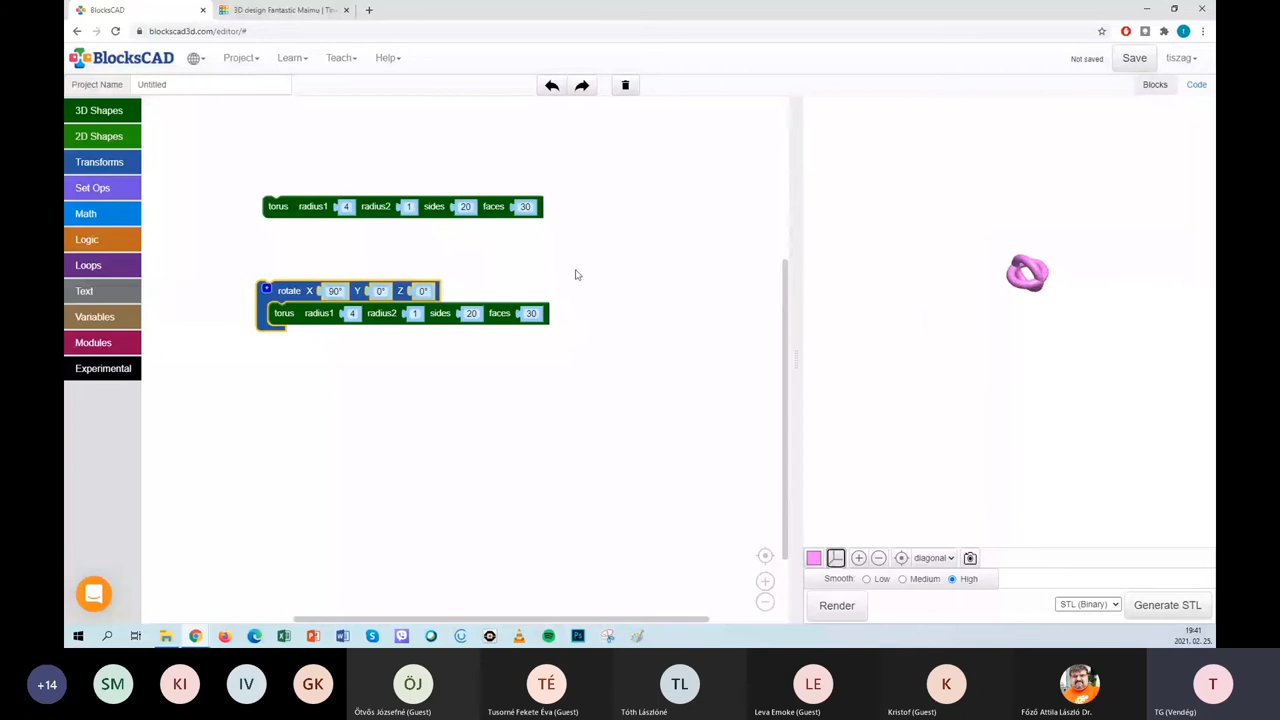 BlocksCAD
3D design Fantastic Maimu | Tin
blockscad3d.com/editor/#
BlocksCAD
Project
Learn
Teach
Help
Not saved
Save
tiszag
Project Name
Untitled
Blocks
Code
3D Shapes
2D Shapes
Transforms
Set Ops
Math
Logic
Loops
Text
Variables
Modules
Experimental
torus radius1 4 radius2 1 sides 20 faces 30
+ rotate X 90° Y 0° Z 0°
torus radius1 4 radius2 1 sides 20 faces 30
diagonal
Smooth: Low Medium High
Render
STL (Binary)
Generate STL
19:41
2021. 02. 25.
+14
SM
KI
IV
GK
ÖJ
Ötvös Józsefné (Guest)
TÉ
Tusorné Fekete Éva (Guest)
TL
Tóth Lászlóné
LE
Leva Emoke (Guest)
K
Kristof (Guest)
Főző Attila László Dr.
T
TG (Vendég)